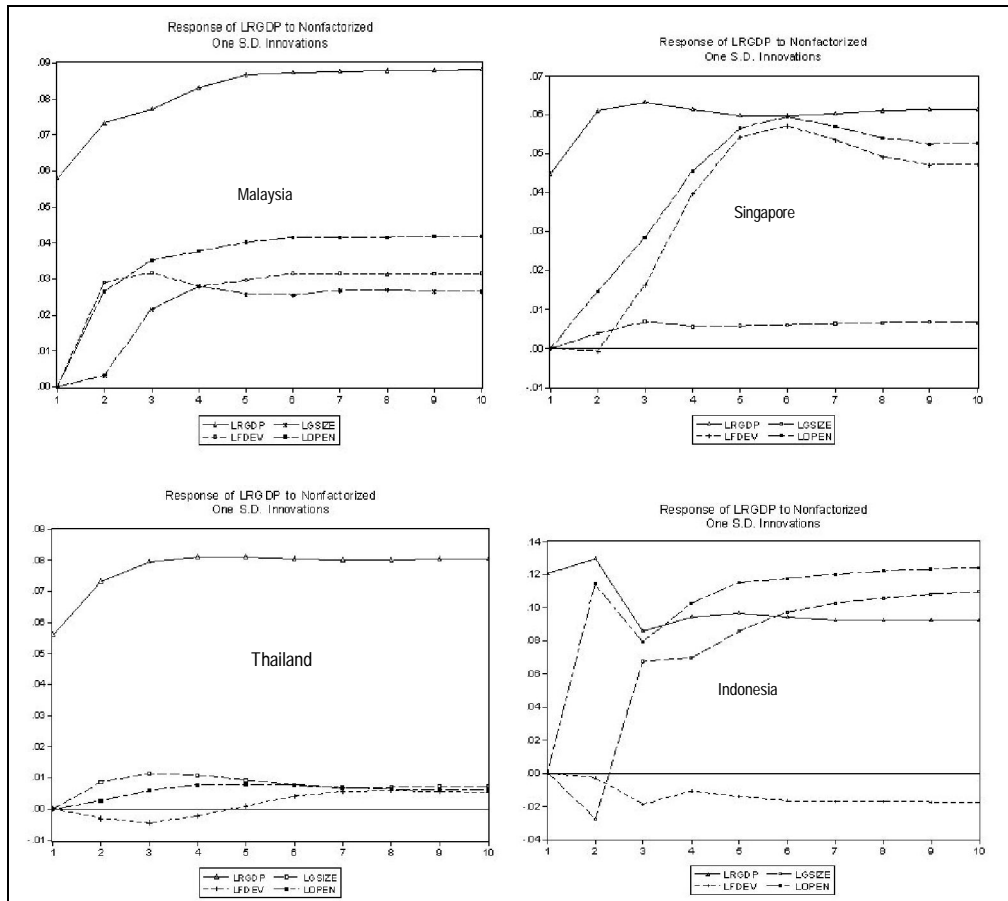 Response of LRGDP to Nonfactorized
One S.D. Innovations
.09
.08
.07
.06
.05
.04
.03
.02
.01
.00
Malaysia
1 2 3 4 5 6 7 8 9 10
LRGDP LGSIZE
LFDEV LOPEN
Response of LRGDP to Nonfactorized
One S.D. Innovations
.07
.06
.05
.04
.03
.02
.01
.00
-.01
Singapore
1 2 3 4 5 6 7 8 9 10
LRGDP LGSIZE
LFDEV LOPEN
Response of LRGDP to Nonfactorized
One S.D. Innovations
.09
.08
.07
.06
.05
.04
.03
.02
.01
.00
-.01
Thailand
1 2 3 4 5 6 7 8 9 10
LRGDP LGSIZE
LFDEV LOPEN
Response of LRGDP to Nonfactorized
One S.D. Innovations
.14
.12
.10
.08
.06
.04
.02
.00
-.02
-.04
Indonesia
1 2 3 4 5 6 7 8 9 10
LRGDP LGSIZE
LFDEV LOPEN